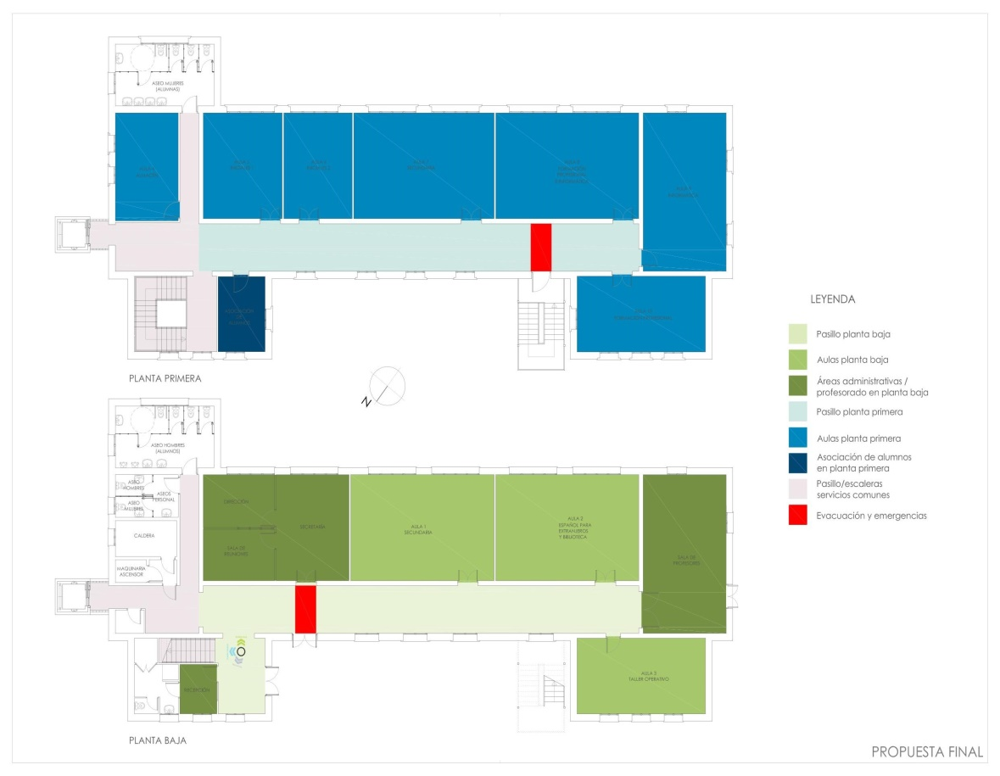 ASEO MUJERES
(ALUMNAS)
AULA 5
SECUNDARIA
ASOCIACIÓN
DE
ALUMNOS
PLANTA PRIMERA
N
LEYENDA
Pasillo planta baja
Aulas planta baja
Áreas administrativas /
profesorado en planta baja
Pasillo planta primera
Aulas planta primera
Asociación de alumnos
en planta primera
Pasillo/escaleras
servicios comunes
Evacuación y emergencias
ASEO HOMBRES
(ALUMNOS)
ASEO
HOMBRES
ASEOS
PERSONAL
ASEO
MUJERES
CALDERA
MAQUINARIA
ASCENSOR
DIRECCIÓN
SECRETARÍA
SALA DE
REUNIONES
AULA 1
SECUNDARIA
AULA 2
ESPAÑOL PARA
EXTRANJEROS
Y BIBLIOTECA
SALA DE
PROFESORES
RECEPCIÓN
AULA 3
TALLER OPERATIVO
PLANTA BAJA
PROPUESTA FINAL